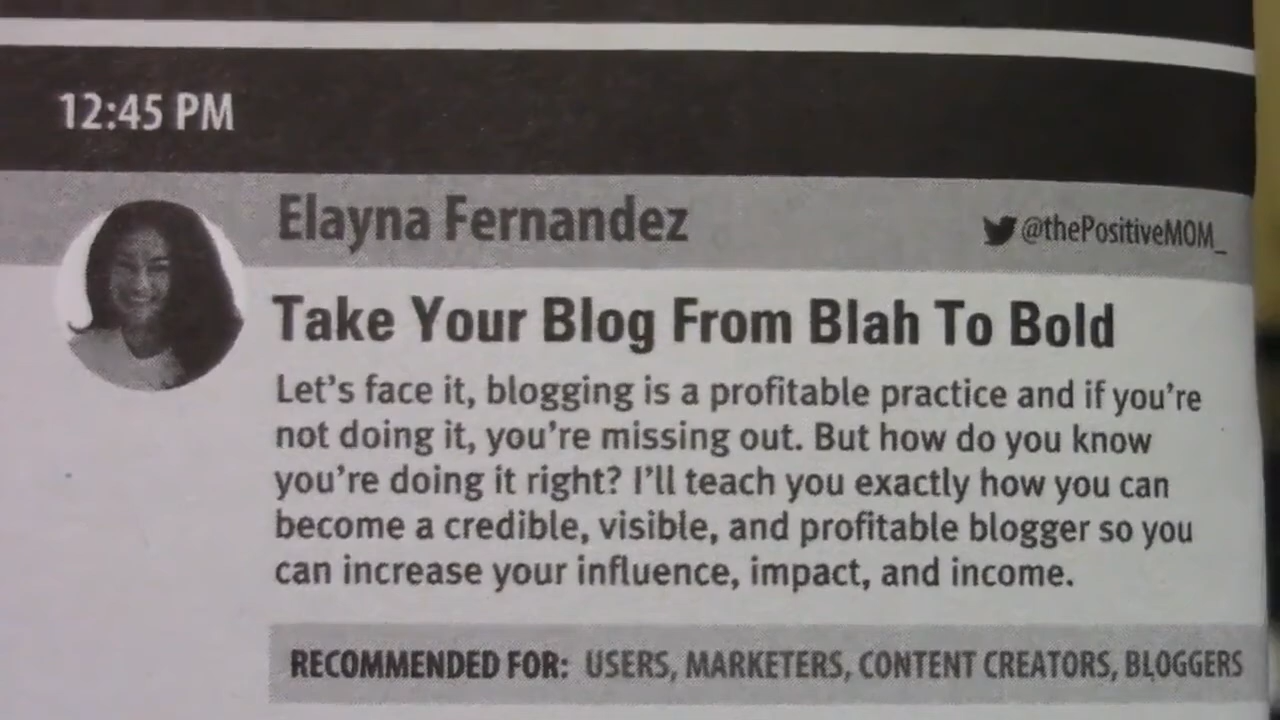 12:45 PM
Elayna Fernandez
@thePositiveMOM_
Take Your Blog From Blah To Bold
Let's face it, blogging is a profitable practice and if you're
not doing it, you're missing out. But how do you know
you're doing it right? I'll teach you exactly how you can
become a credible, visible, and profitable blogger so you
can increase your influence, impact, and income.
RECOMMENDED FOR: USERS, MARKETERS, CONTENT CREATORS, BLOGGERS